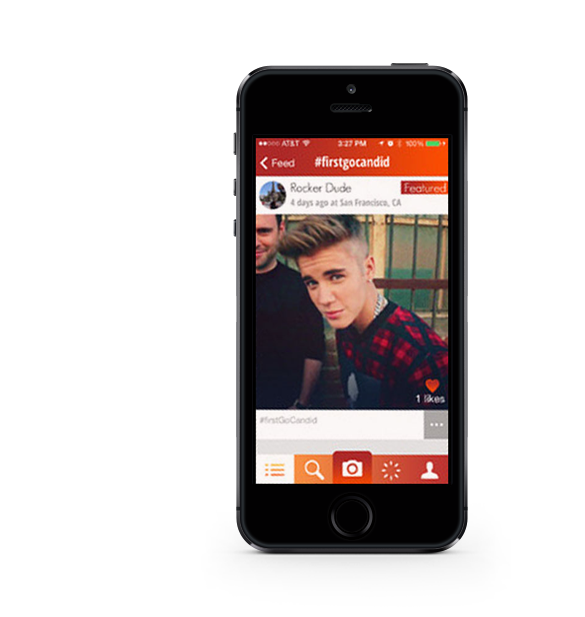 AT&T 3:27 PM 100%
Feed #firstgocandid
Rocker Dude Featured
4 days ago at San Francisco, CA
1 likes
#firstGoCandid